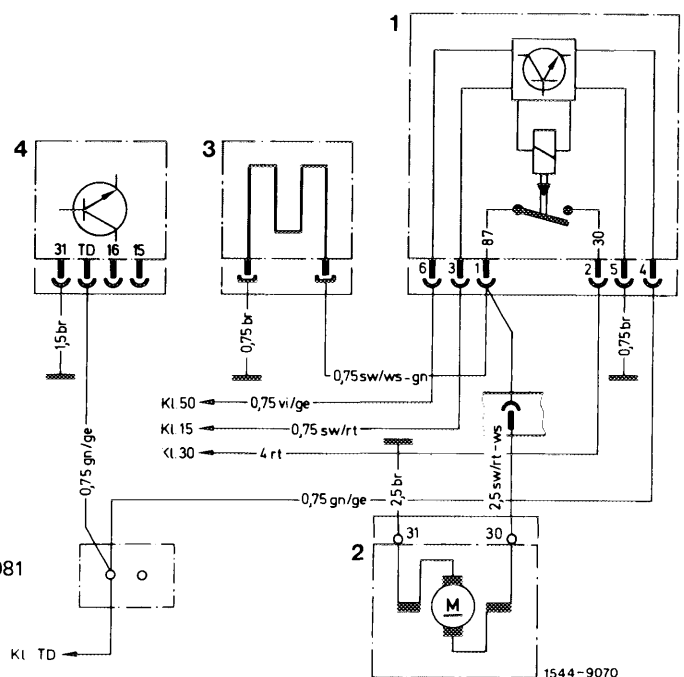 1
4
3
31 TD 16 15
87
30
6 3 1 2 5 4
1,5 br
0,75 br
0,75 br
0,75 sw/ws-gn
Kl. 50 0,75 vi/ge
Kl. 15 0,75 sw/rt
Kl. 30 4 rt
0,75 gn/ge
2,5 br
2,5 sw/rt-ws
0,75 gn/ge
31 30
2
M
981
Kl. TD
1544-9070